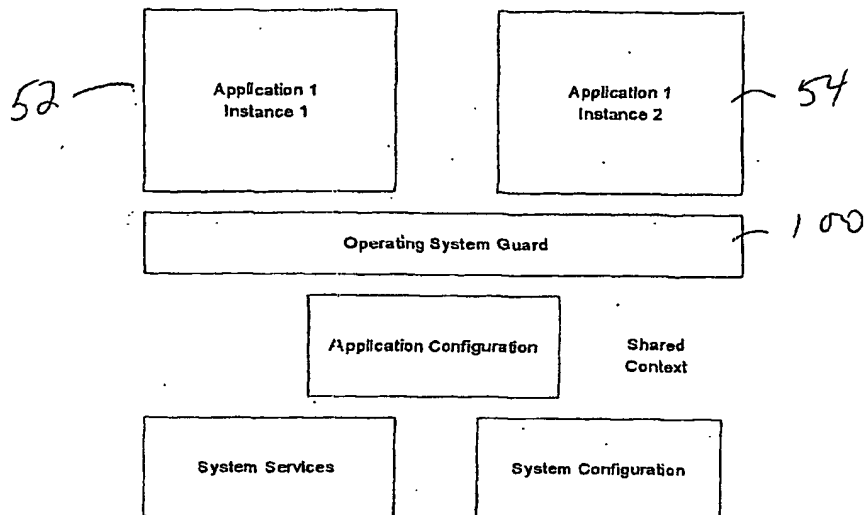 52
Application 1
Instance 1
Application 1
Instance 2
54
Operating System Guard
100
Application Configuration
Shared
Context
System Services
System Configuration